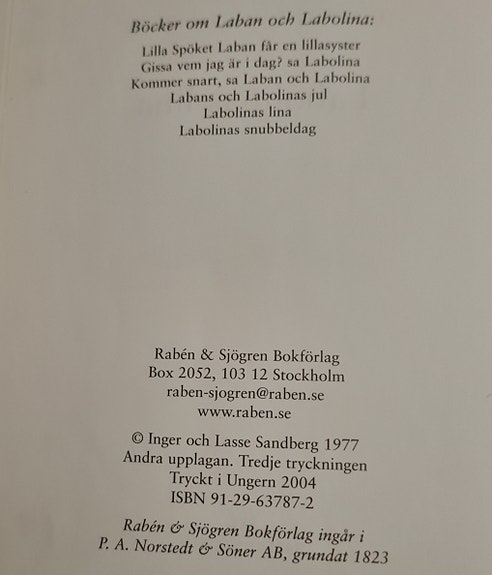 Böcker om Laban och Labolina:
Lilla Spöket Laban får en lillasyster
Gissa vem jag är i dag? sa Labolina
Kommer snart, sa Laban och Labolina
Labans och Labolinas jul
Labolinas lina
Labolinas snubbeldag
Rabén & Sjögren Bokförlag
Box 2052, 103 12 Stockholm
raben-sjogren@raben.se
www.raben.se
© Inger och Lasse Sandberg 1977
Andra upplagan. Tredje tryckningen
Tryckt i Ungern 2004
ISBN 91-29-63787-2
Rabén & Sjögren Bokförlag ingår i
P. A. Norstedt & Söner AB, grundat 1823